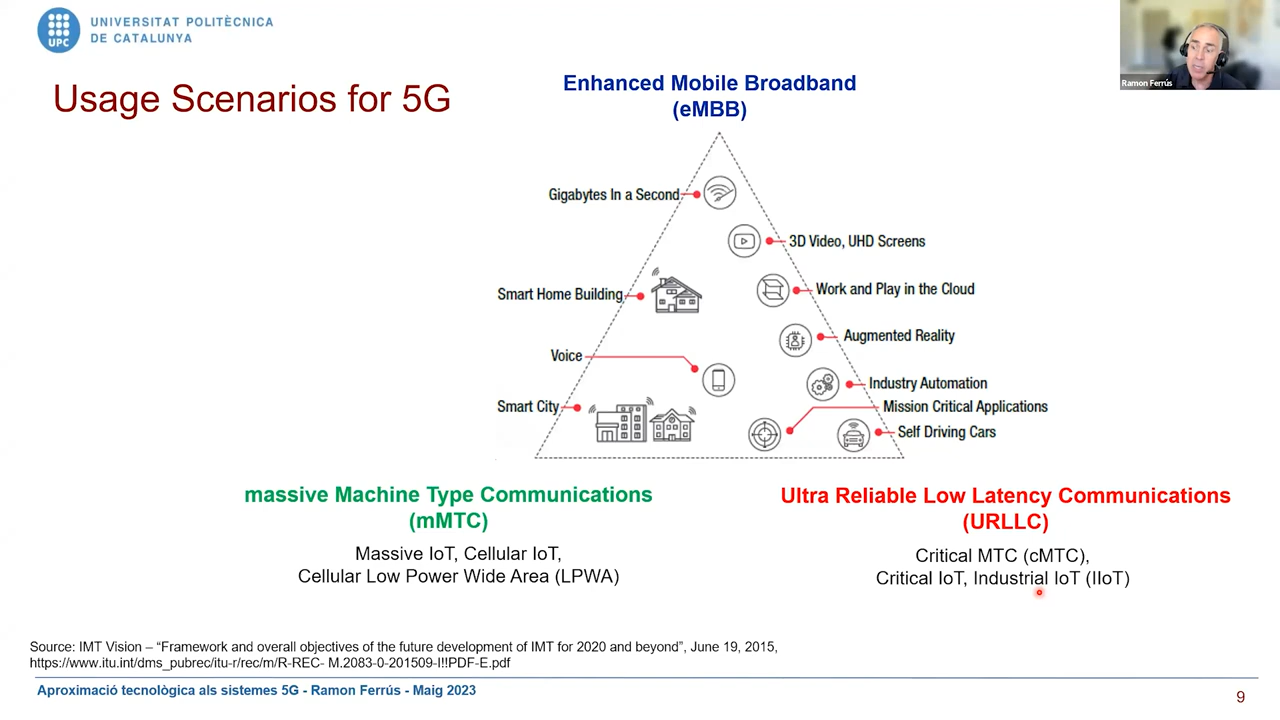 UNIVERSITAT POLITÈCNICA
DE CATALUNYA
UPC
Ramon Ferrús
Usage Scenarios for 5G
Enhanced Mobile Broadband
(eMBB)
Gigabytes In a Second
3D Video, UHD Screens
Smart Home Building
Work and Play in the Cloud
Augmented Reality
Voice
Industry Automation
Smart City
Mission Critical Applications
Self Driving Cars
massive Machine Type Communications
(mMTC)
Massive IoT, Cellular IoT,
Cellular Low Power Wide Area (LPWA)
Ultra Reliable Low Latency Communications
(URLLC)
Critical MTC (cMTC),
Critical IoT, Industrial IoT (IIoT)
Source: IMT Vision – “Framework and overall objectives of the future development of IMT for 2020 and beyond”, June 19, 2015,
https://www.itu.int/dms_pubrec/itu-r/rec/m/R-REC- M.2083-0-201509-I!!PDF-E.pdf
Aproximació tecnològica als sistemes 5G - Ramon Ferrús - Maig 2023
9